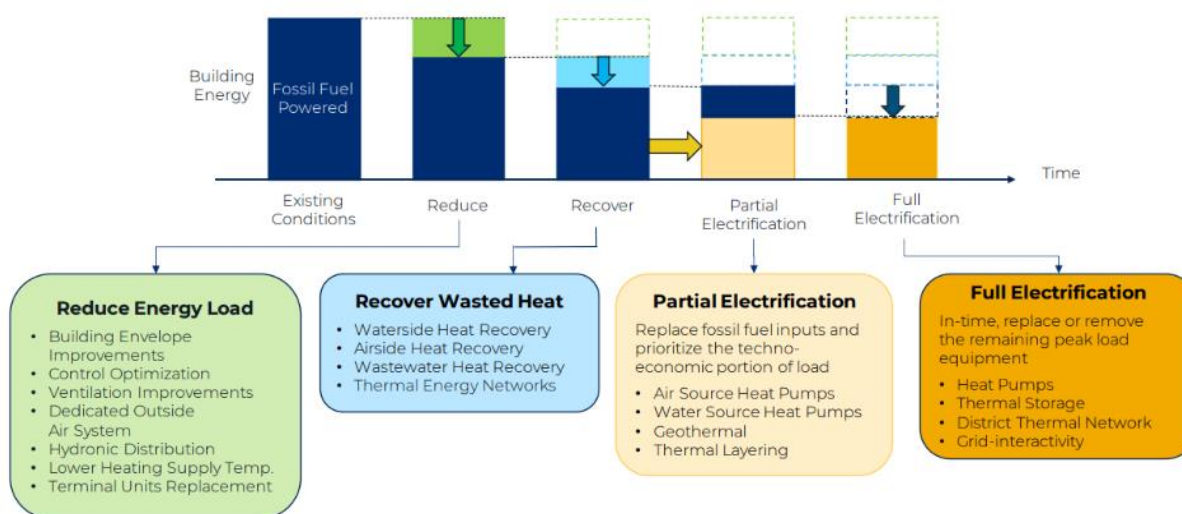 Building
Energy
Fossil Fuel
Powered
Time
Existing
Conditions
Reduce
Recover
Partial
Electrification
Full
Electrification
Reduce Energy Load
• Building Envelope
Improvements
• Control Optimization
• Ventilation Improvements
• Dedicated Outside
Air System
• Hydronic Distribution
• Lower Heating Supply Temp.
• Terminal Units Replacement
Recover Wasted Heat
• Waterside Heat Recovery
• Airside Heat Recovery
• Wastewater Heat Recovery
• Thermal Energy Networks
Partial Electrification
Replace fossil fuel inputs and
prioritize the techno-
economic portion of load
• Air Source Heat Pumps
• Water Source Heat Pumps
• Geothermal
• Thermal Layering
Full Electrification
In-time, replace or remove
the remaining peak load
equipment
• Heat Pumps
• Thermal Storage
• District Thermal Network
• Grid-interactivity